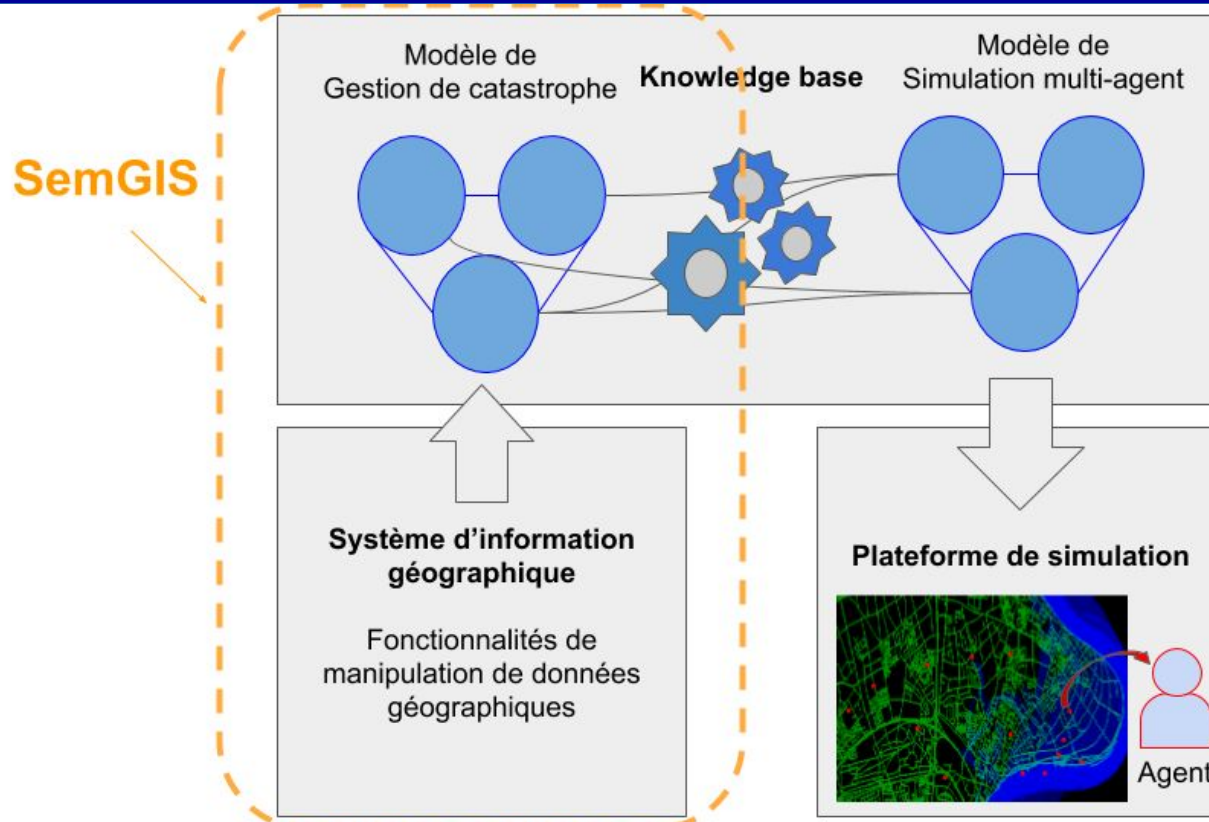 SemGIS
Modèle de
Gestion de catastrophe
Knowledge base
Modèle de
Simulation multi-agent
Système d'information
géographique
Fonctionnalités de
manipulation de données
géographiques
Plateforme de simulation
Agent